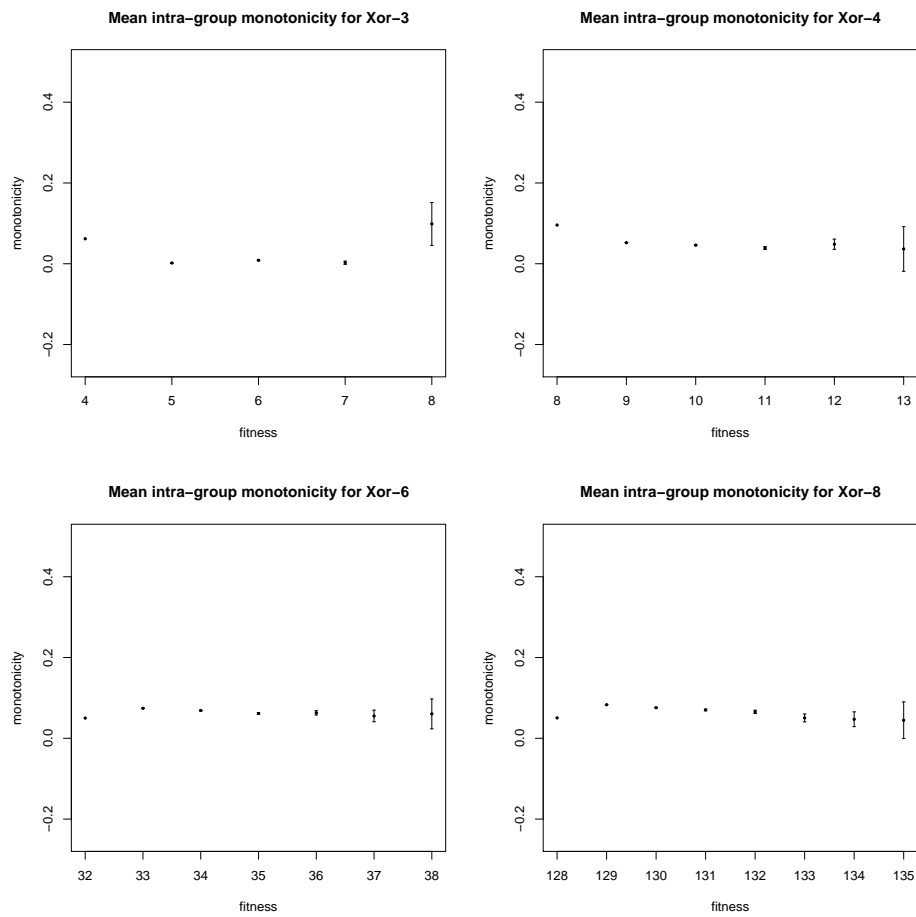 Mean intra−group monotonicity for Xor−3
monotonicity
0.4
0.2
0.0
−0.2
4 5 6 7 8
fitness
Mean intra−group monotonicity for Xor−4
monotonicity
0.4
0.2
0.0
−0.2
8 9 10 11 12 13
fitness
Mean intra−group monotonicity for Xor−6
monotonicity
0.4
0.2
0.0
−0.2
32 33 34 35 36 37 38
fitness
Mean intra−group monotonicity for Xor−8
monotonicity
0.4
0.2
0.0
−0.2
128 129 130 131 132 133 134 135
fitness